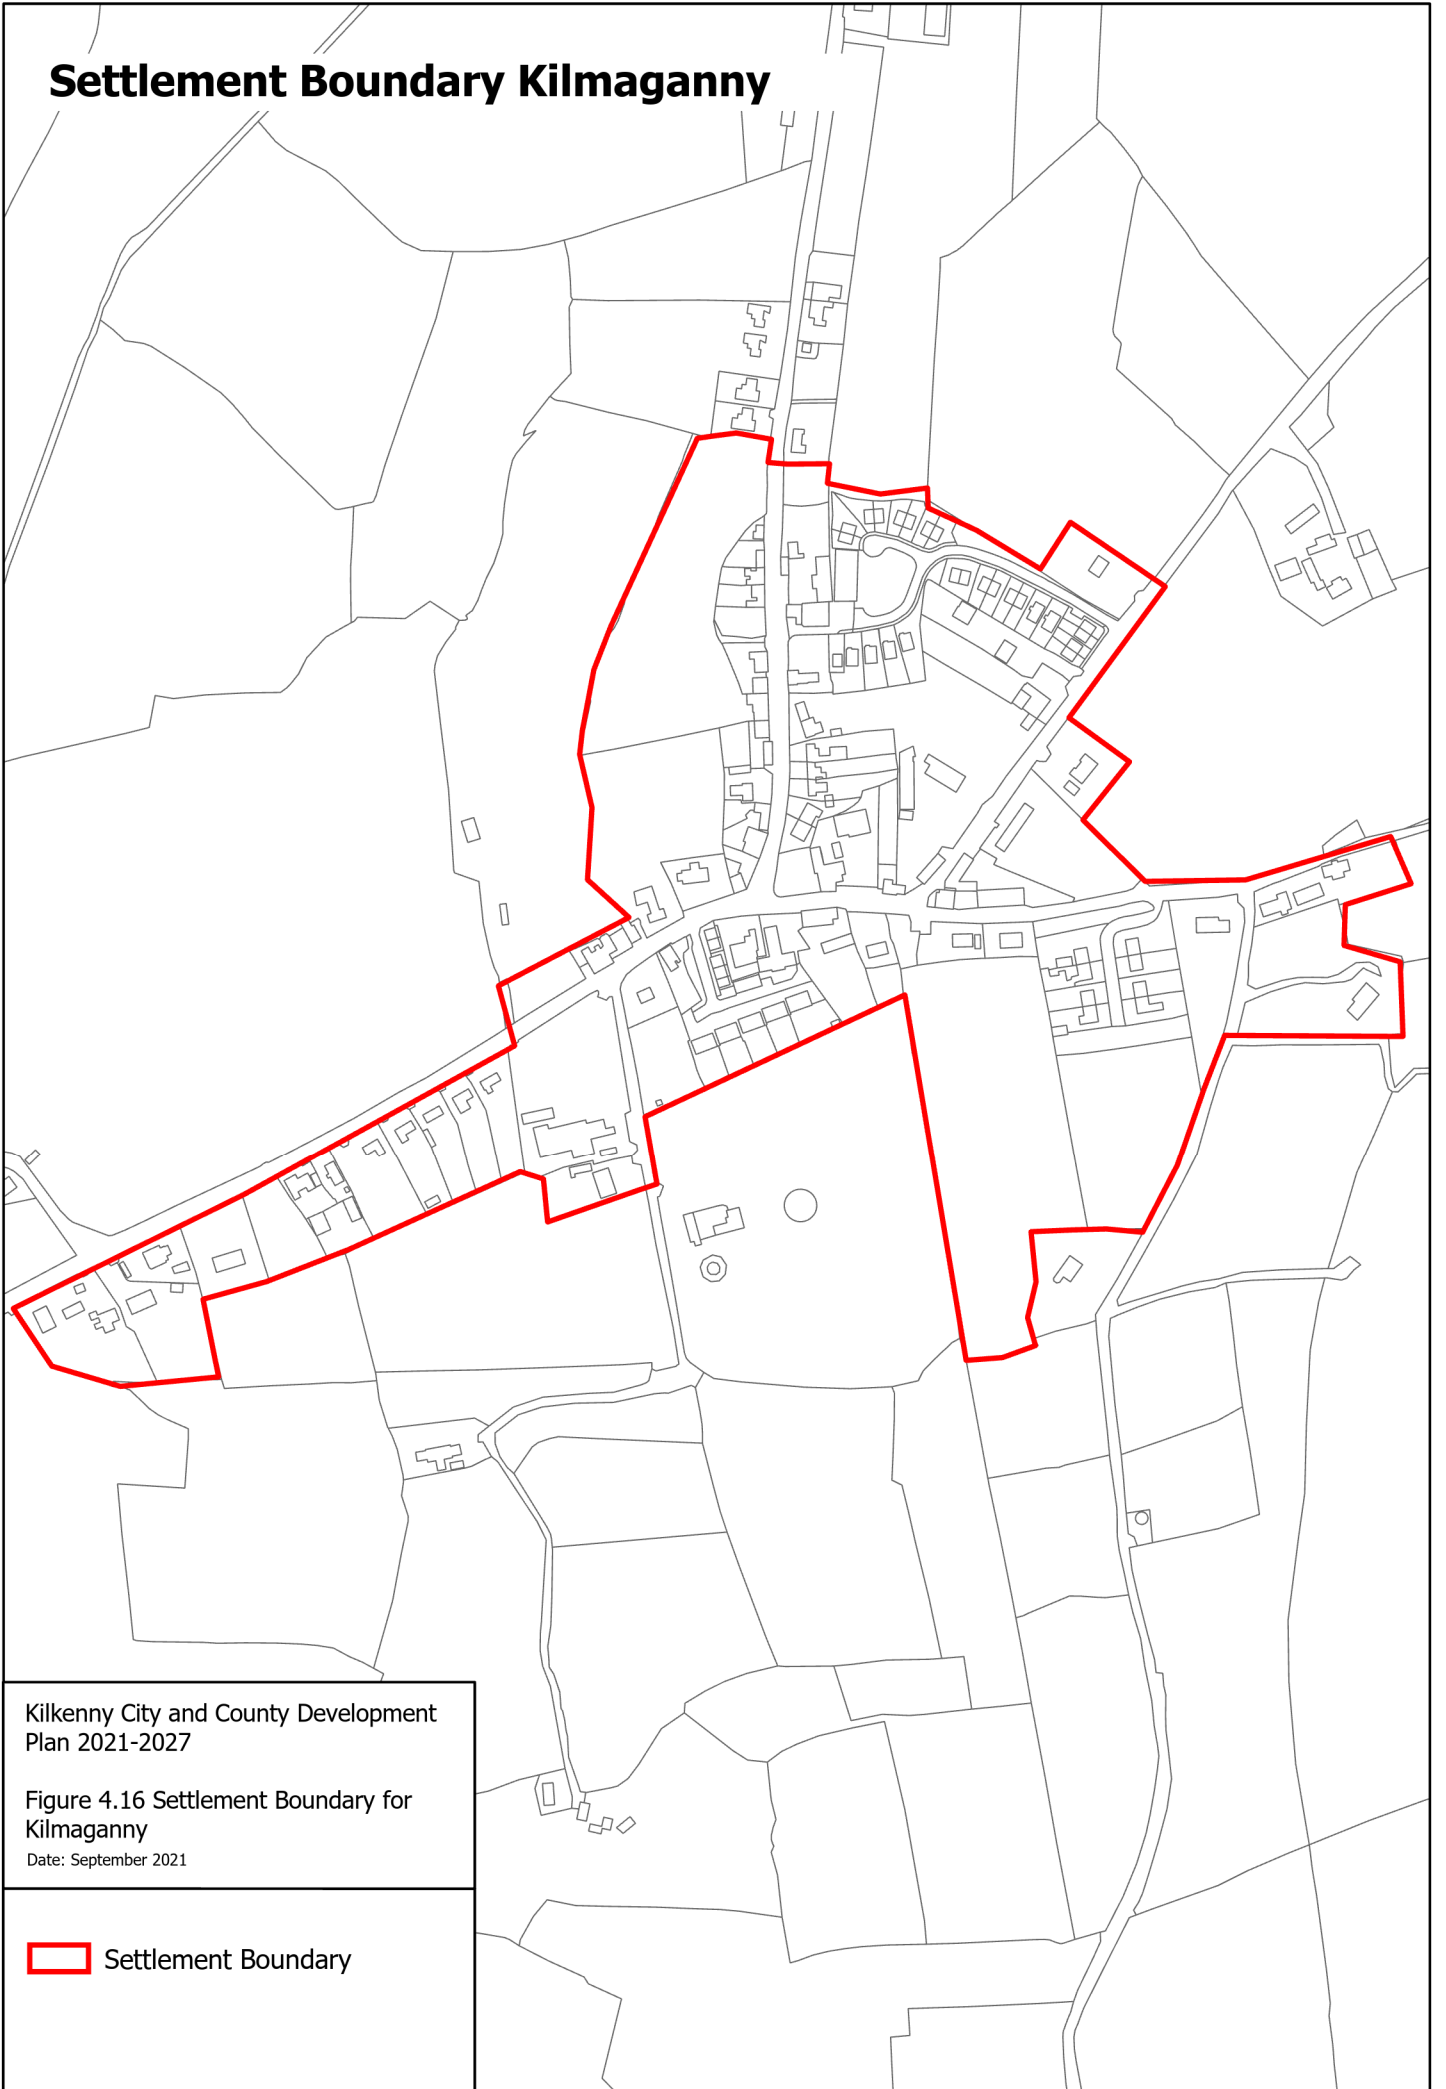 Settlement Boundary Kilmaganny
Kilkenny City and County Development
Plan 2021-2027
Figure 4.16 Settlement Boundary for
Kilmaganny
Date: September 2021
Settlement Boundary